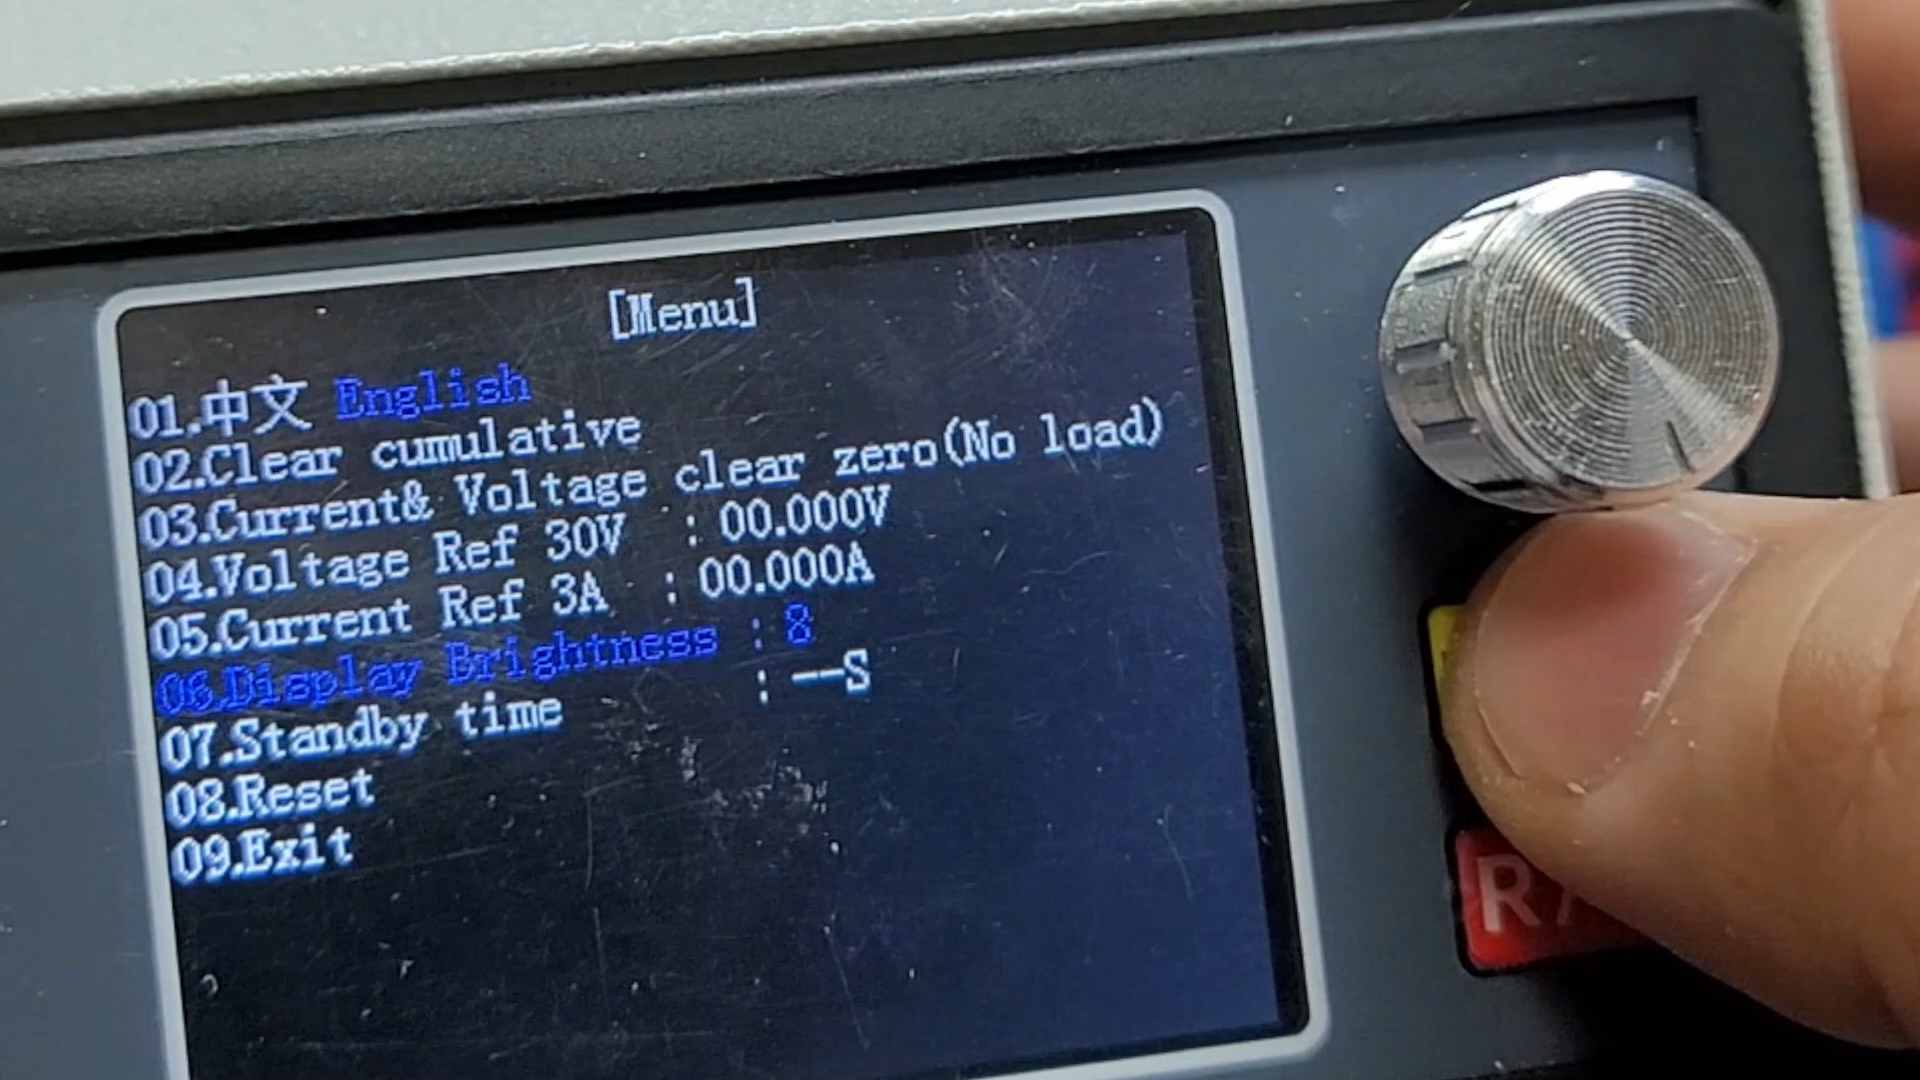 [Menu]
01.中文 English
02.Clear cumulative
03.Current& Voltage clear zero(No load)
04.Voltage Ref 30V : 00.000V
05.Current Ref 3A : 00.000A
06.Display Brightness : 8
07.Standby time : --S
08.Reset
09.Exit